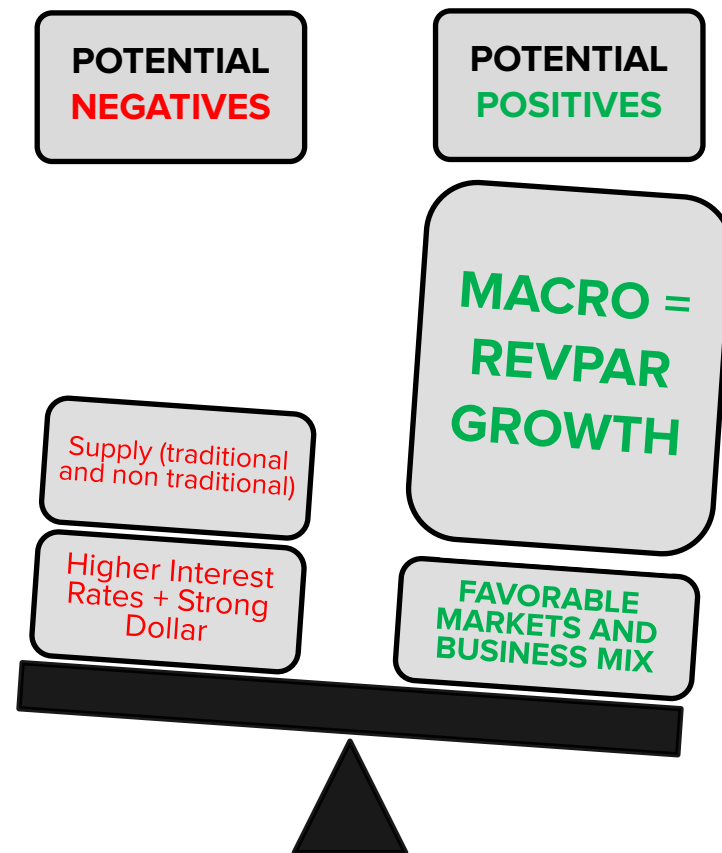 POTENTIAL
NEGATIVES
POTENTIAL
POSITIVES
MACRO =
REVPAR
GROWTH
Supply (traditional
and non traditional)
Higher Interest
Rates + Strong
Dollar
FAVORABLE
MARKETS AND
BUSINESS MIX